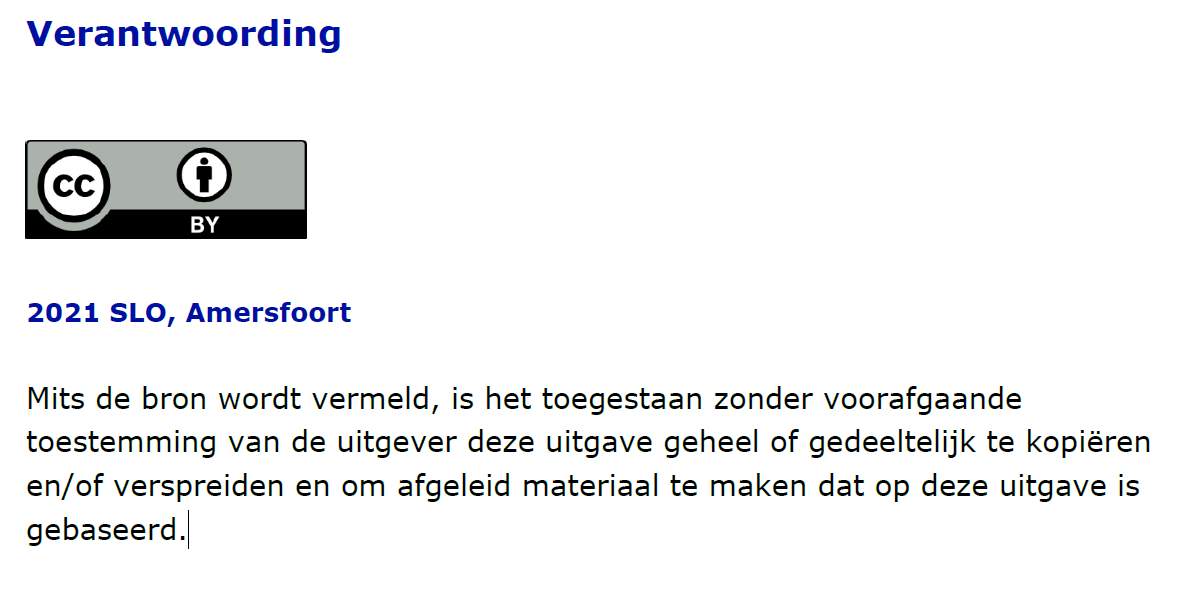 Verantwoording
CC
BY
2021 SLO, Amersfoort
Mits de bron wordt vermeld, is het toegestaan zonder voorafgaande
toestemming van de uitgever deze uitgave geheel of gedeeltelijk te kopiëren
en/of verspreiden en om afgeleid materiaal te maken dat op deze uitgave is
gebaseerd.